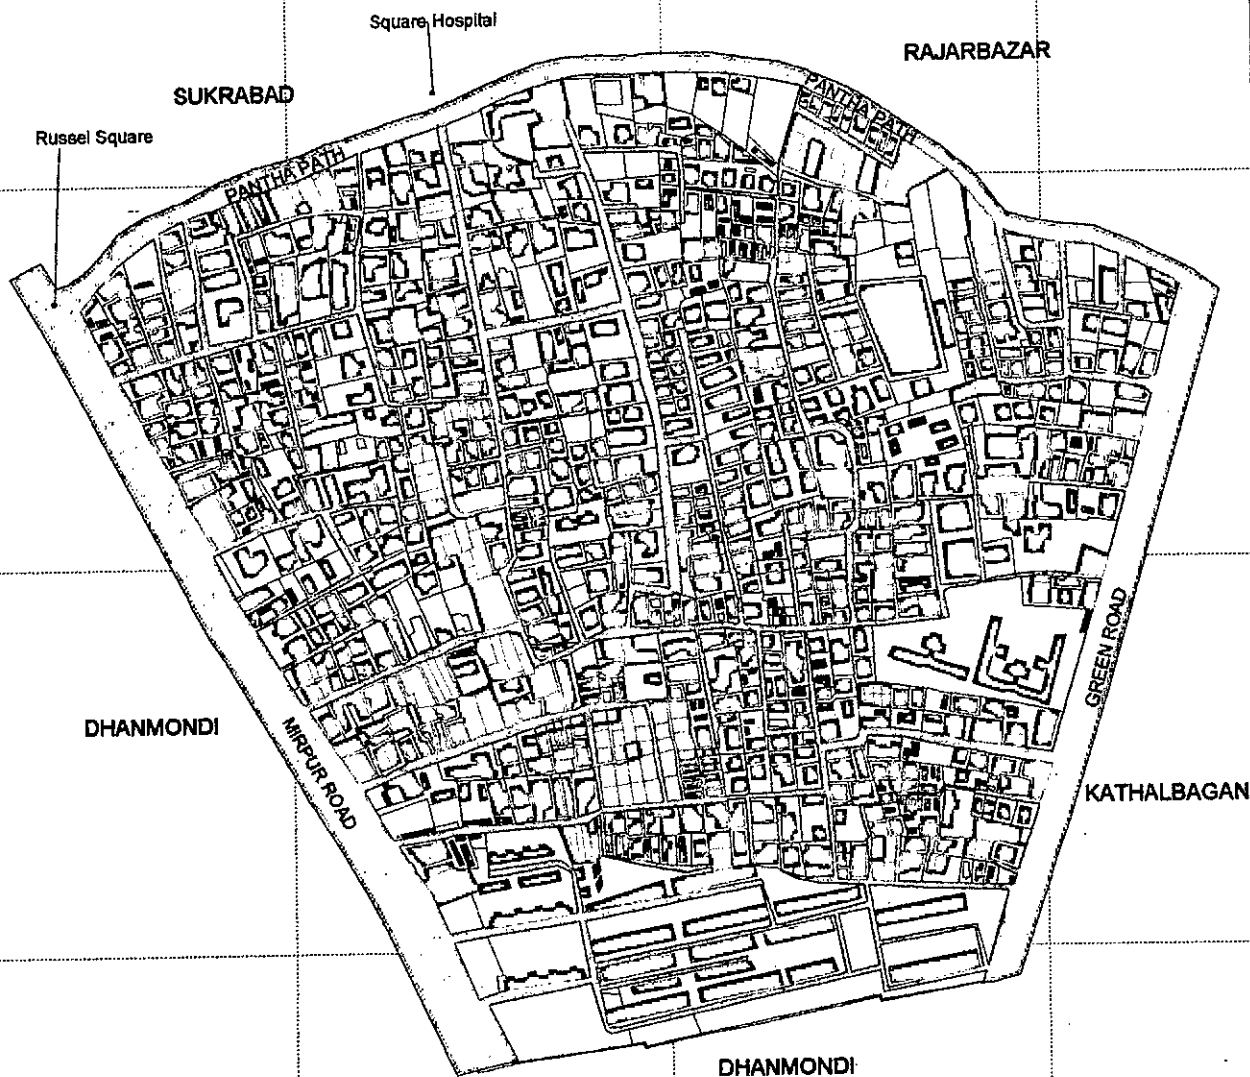 Square Hospital
RAJARBAZAR
SUKRABAD
PANTHA PATH
Russel Square
PANTHA PATH
GREEN ROAD
DHANMONDI
MIRPUR ROAD
KATHALBAGAN
DHANMONDI